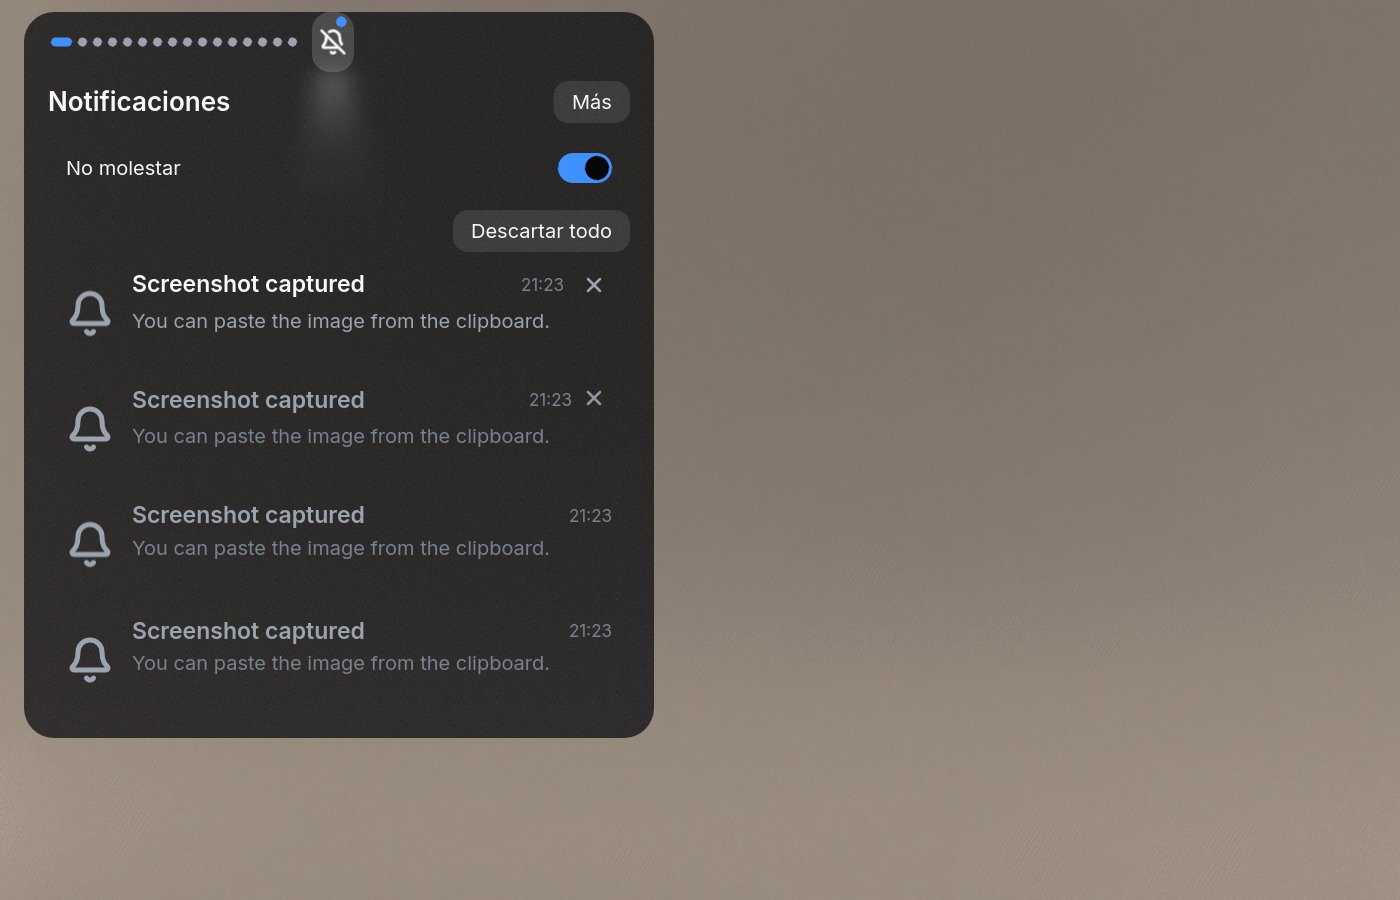 Notificaciones
Más
No molestar
Descartar todo
Screenshot captured 21:23
You can paste the image from the clipboard.
Screenshot captured 21:23
You can paste the image from the clipboard.
Screenshot captured 21:23
You can paste the image from the clipboard.
Screenshot captured 21:23
You can paste the image from the clipboard.